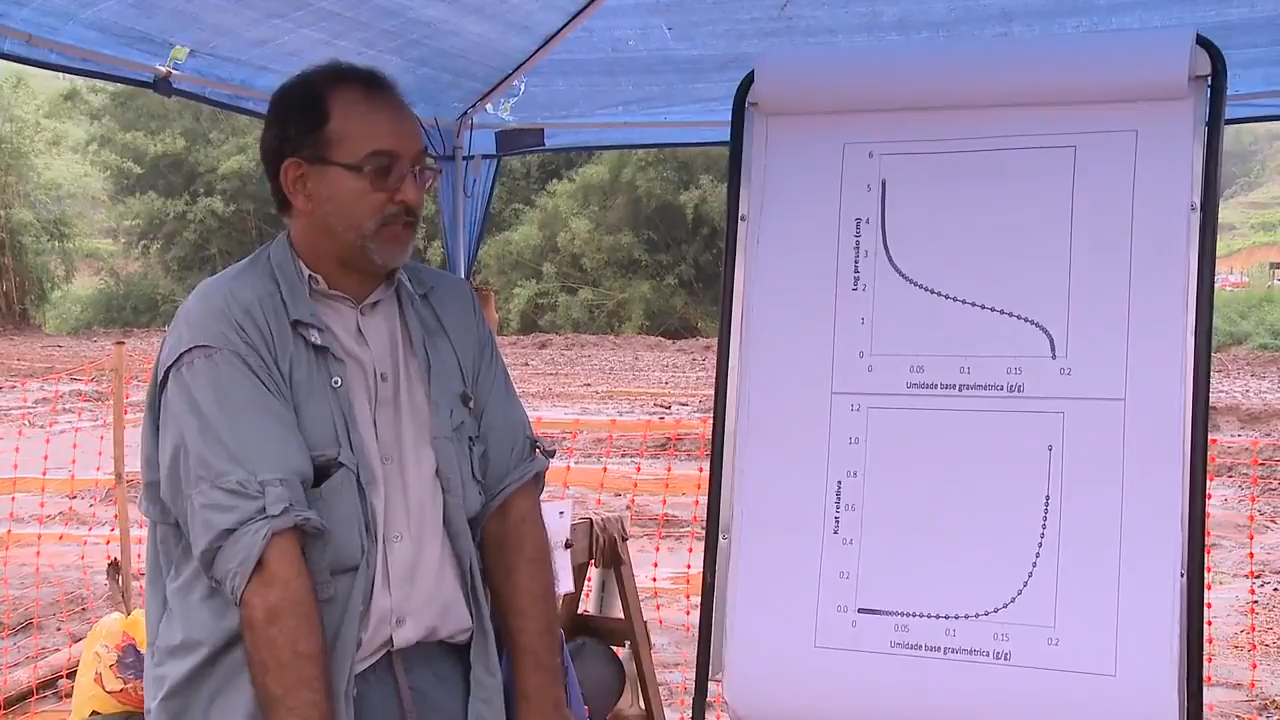 6
5
4
3
2
1
0
Log pressão (cm)
0 0.05 0.1 0.15 0.2
Umidade base gravimétrica (g/g)
1.2
1.0
0.8
0.6
0.4
0.2
0.0
Ksat relativa
0 0.05 0.1 0.15 0.2
Umidade base gravimétrica (g/g)